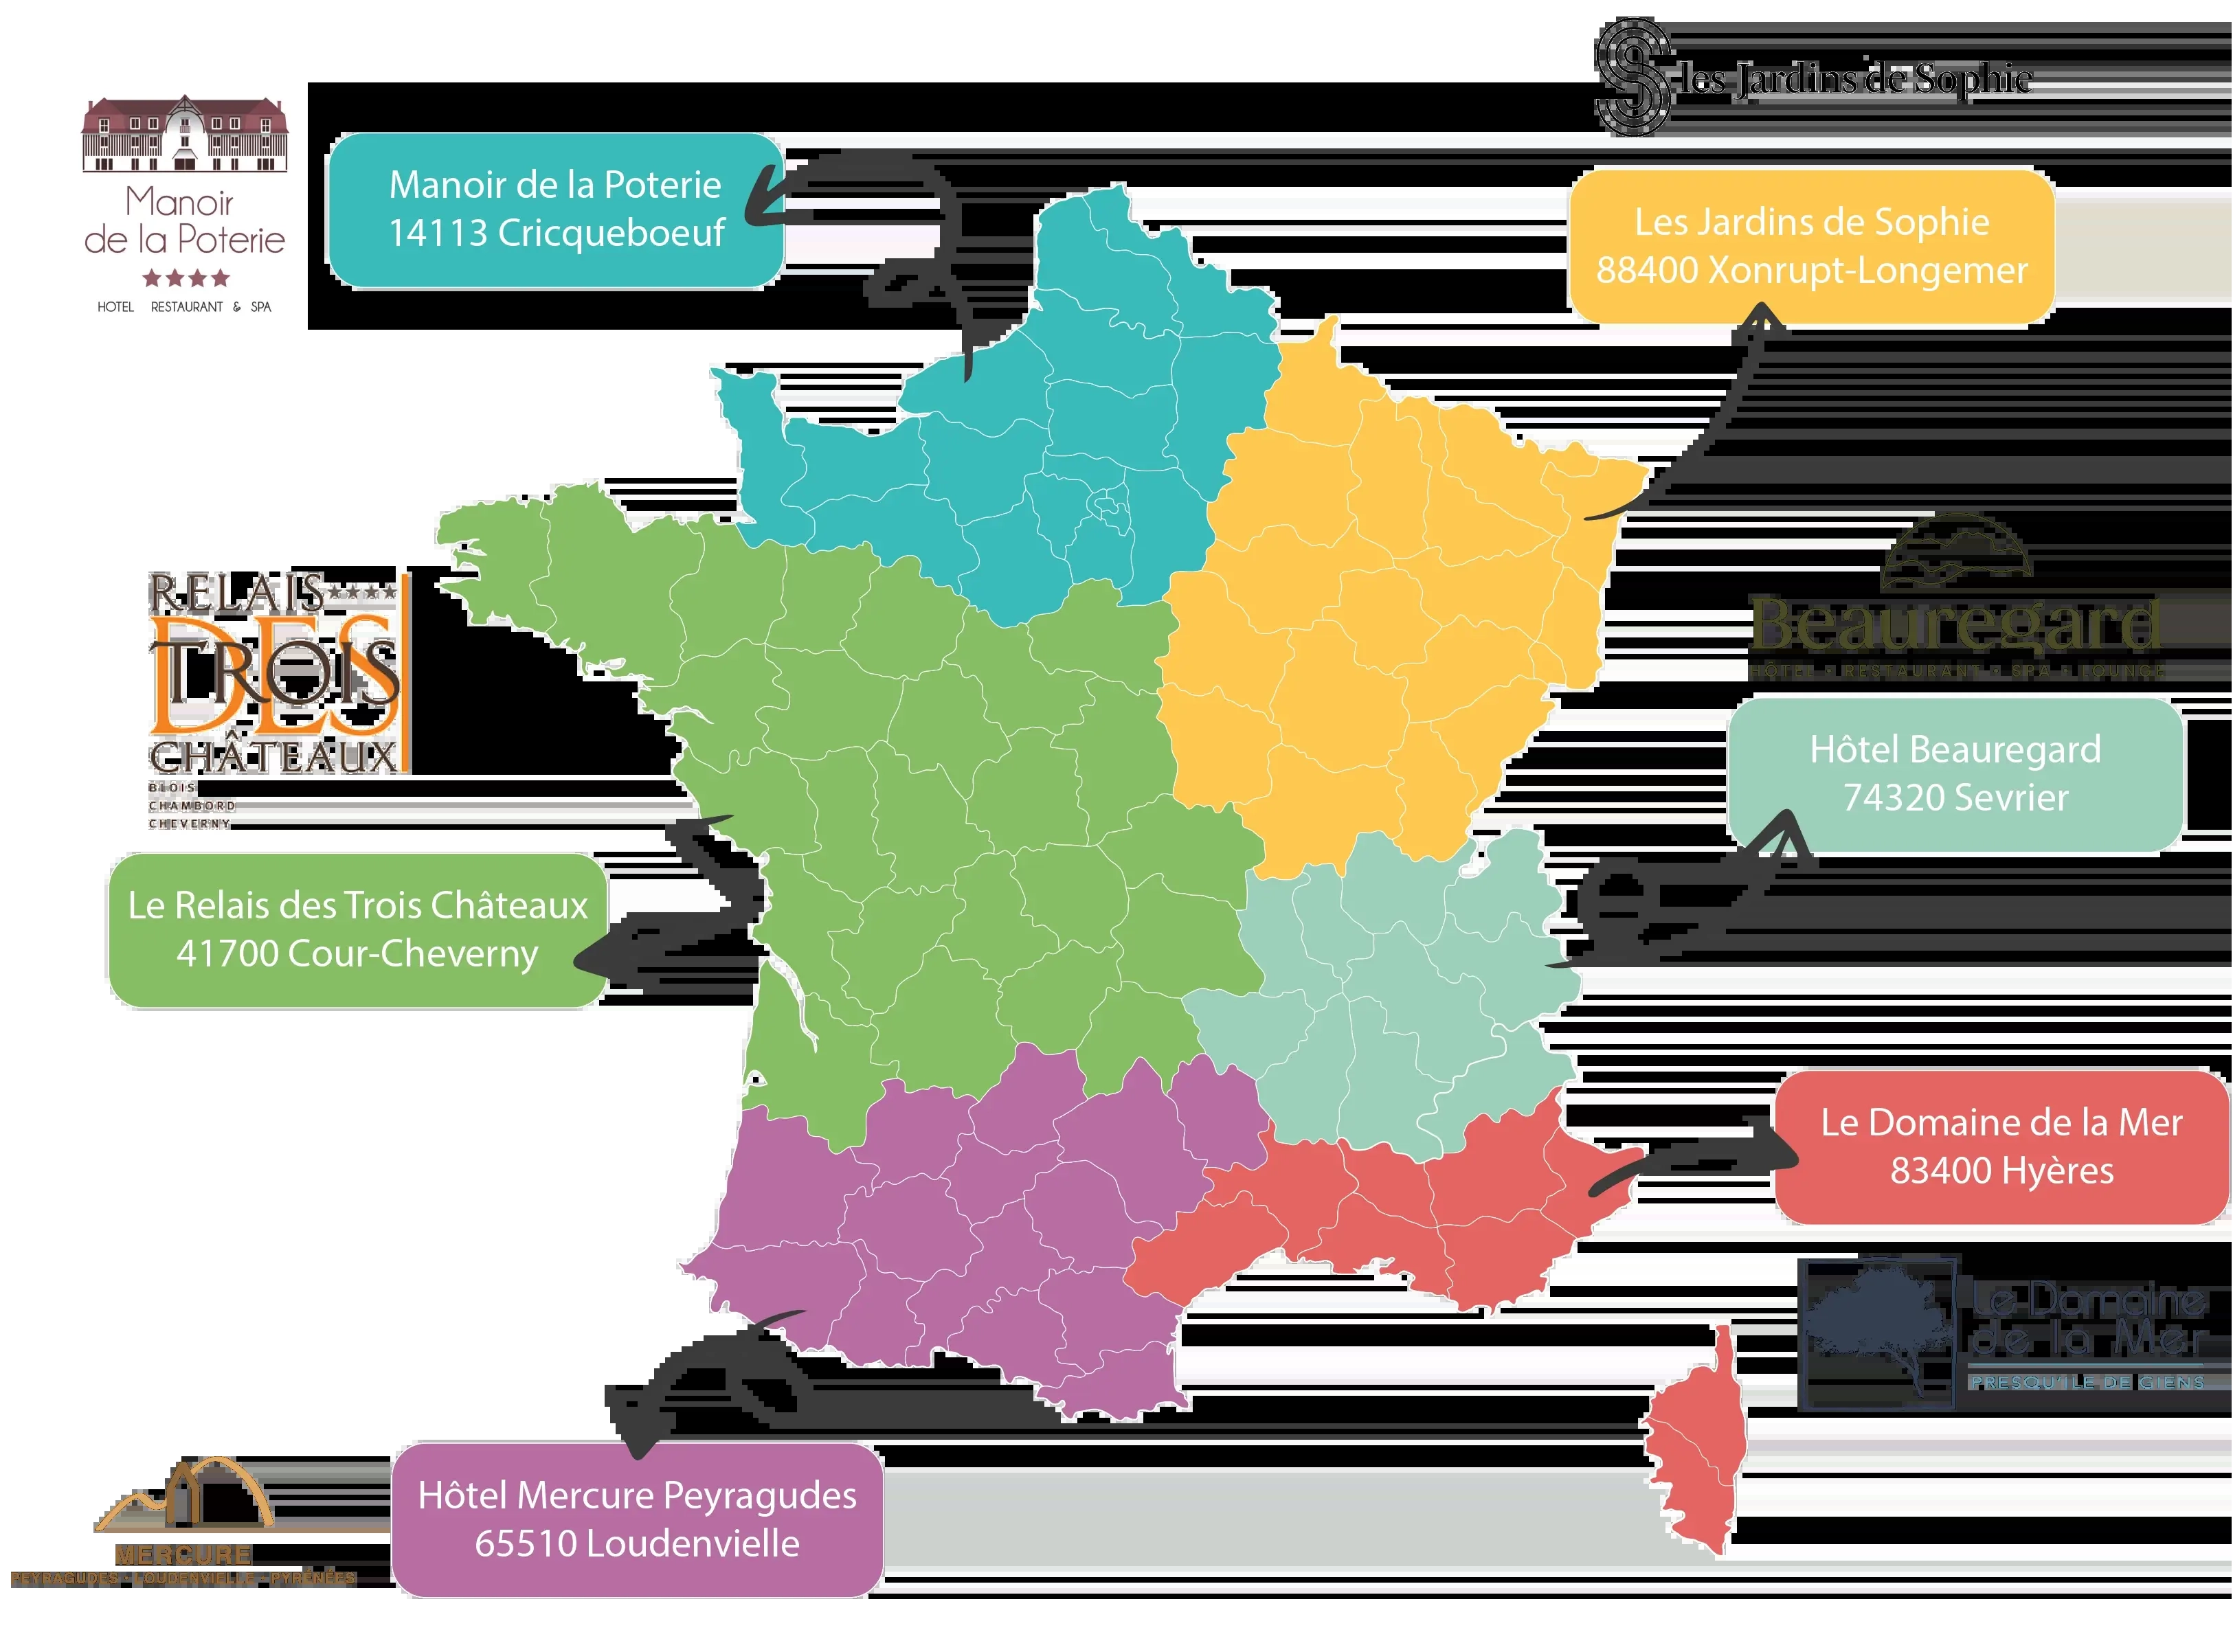 les Jardins de Sophie
Manoir
de la Poterie
HOTEL RESTAURANT & SPA
Manoir de la Poterie
14113 Cricqueboeuf
Les Jardins de Sophie
88400 Xonrupt-Longemer
RELAIS
DES
TROIS
CHÂTEAUX
BLOIS
CHAMBORD
CHEVERNY
Beauregard
HÔTEL • RESTAURANT • SPA • LOUNGE
Hôtel Beauregard
74320 Sevrier
Le Relais des Trois Châteaux
41700 Cour-Cheverny
Le Domaine de la Mer
83400 Hyères
Le Domaine
de la Mer
PRESQU'ILE DE GIENS
Hôtel Mercure Peyragudes
65510 Loudenvielle
MERCURE
PEYRAGUDES - LOUDENVIELLE - PYRENEES